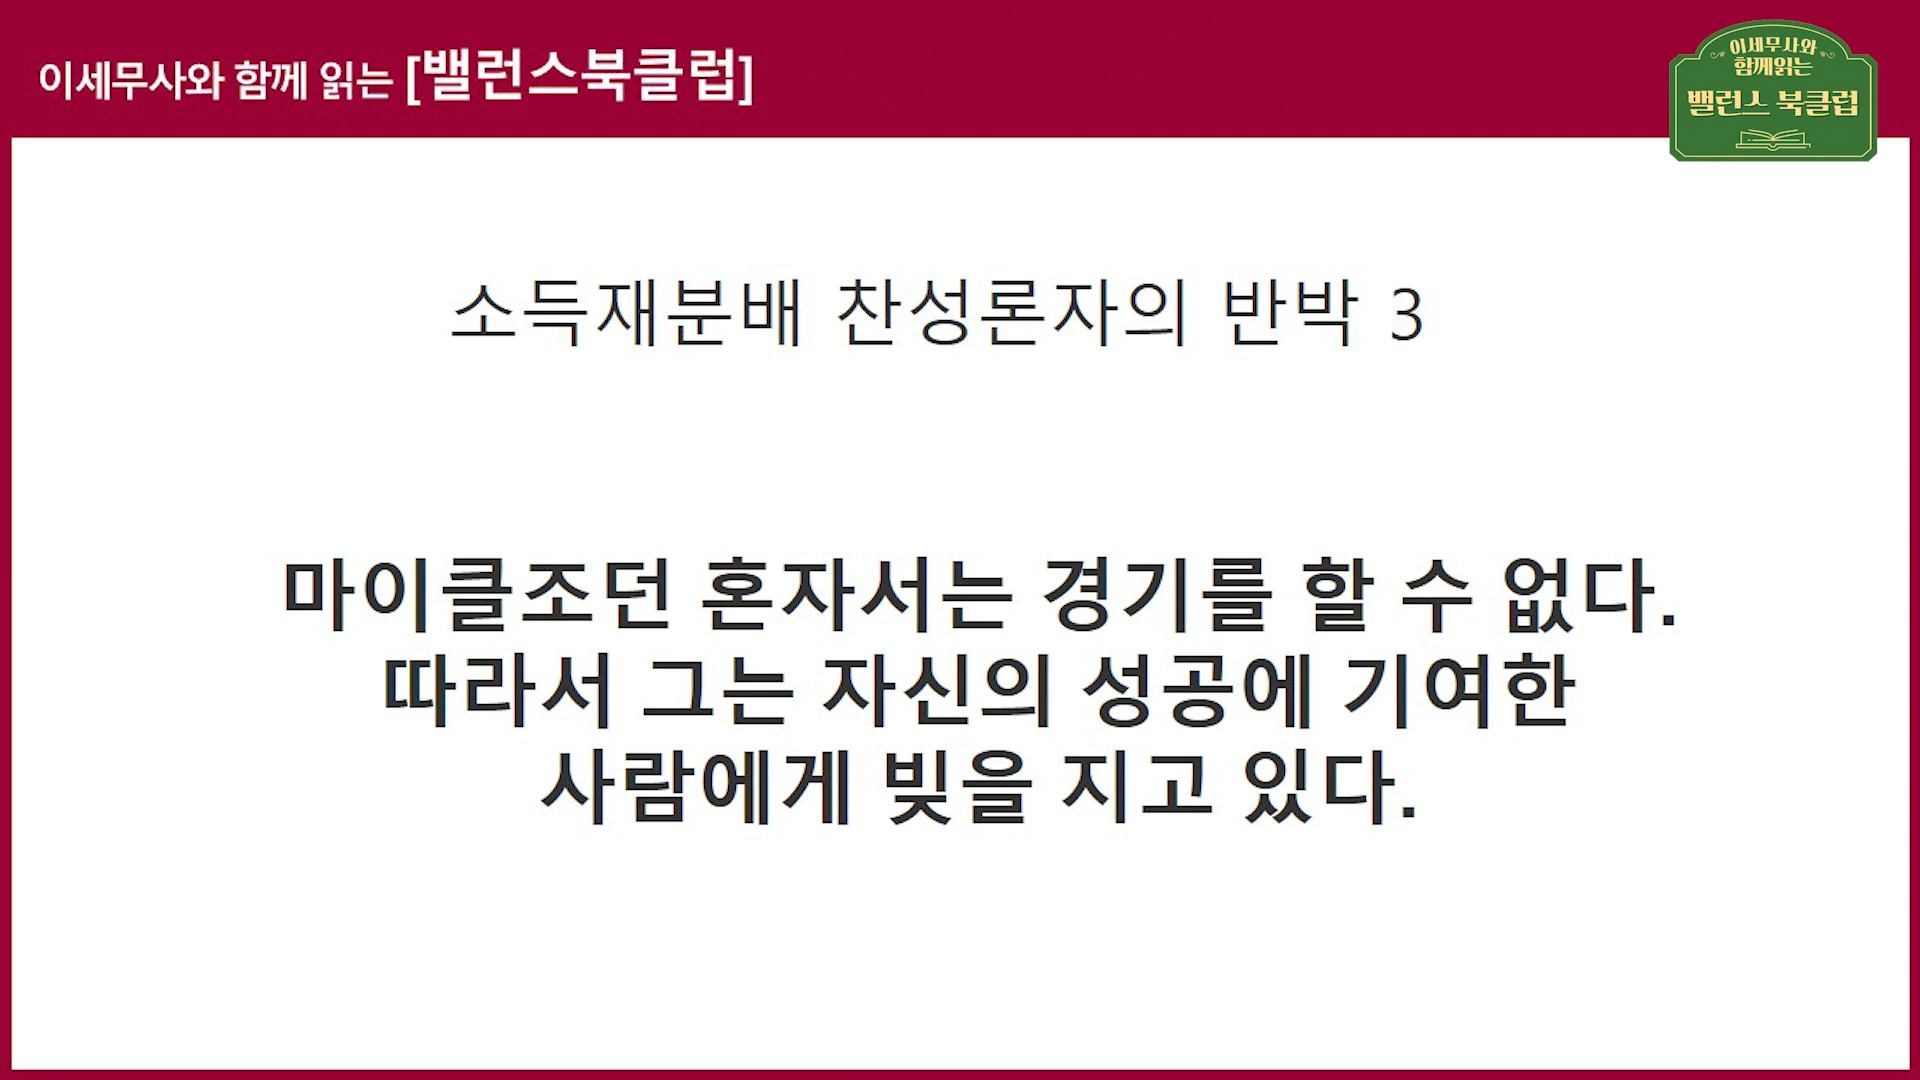 이세무사와 함께 읽는 [밸런스북클럽]
이세무사와
함께읽는
밸런스 북클럽
소득재분배 찬성론자의 반박 3
마이클조던 혼자서는 경기를 할 수 없다.
따라서 그는 자신의 성공에 기여한
사람에게 빚을 지고 있다.